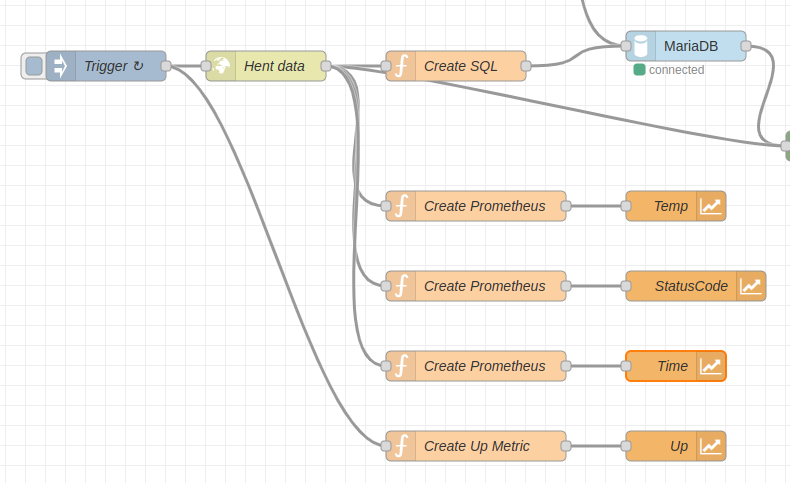 MariaDB
connected
Trigger ↻
Hent data
Create SQL
Create Prometheus
Temp
Create Prometheus
StatusCode
Create Prometheus
Time
Create Up Metric
Up